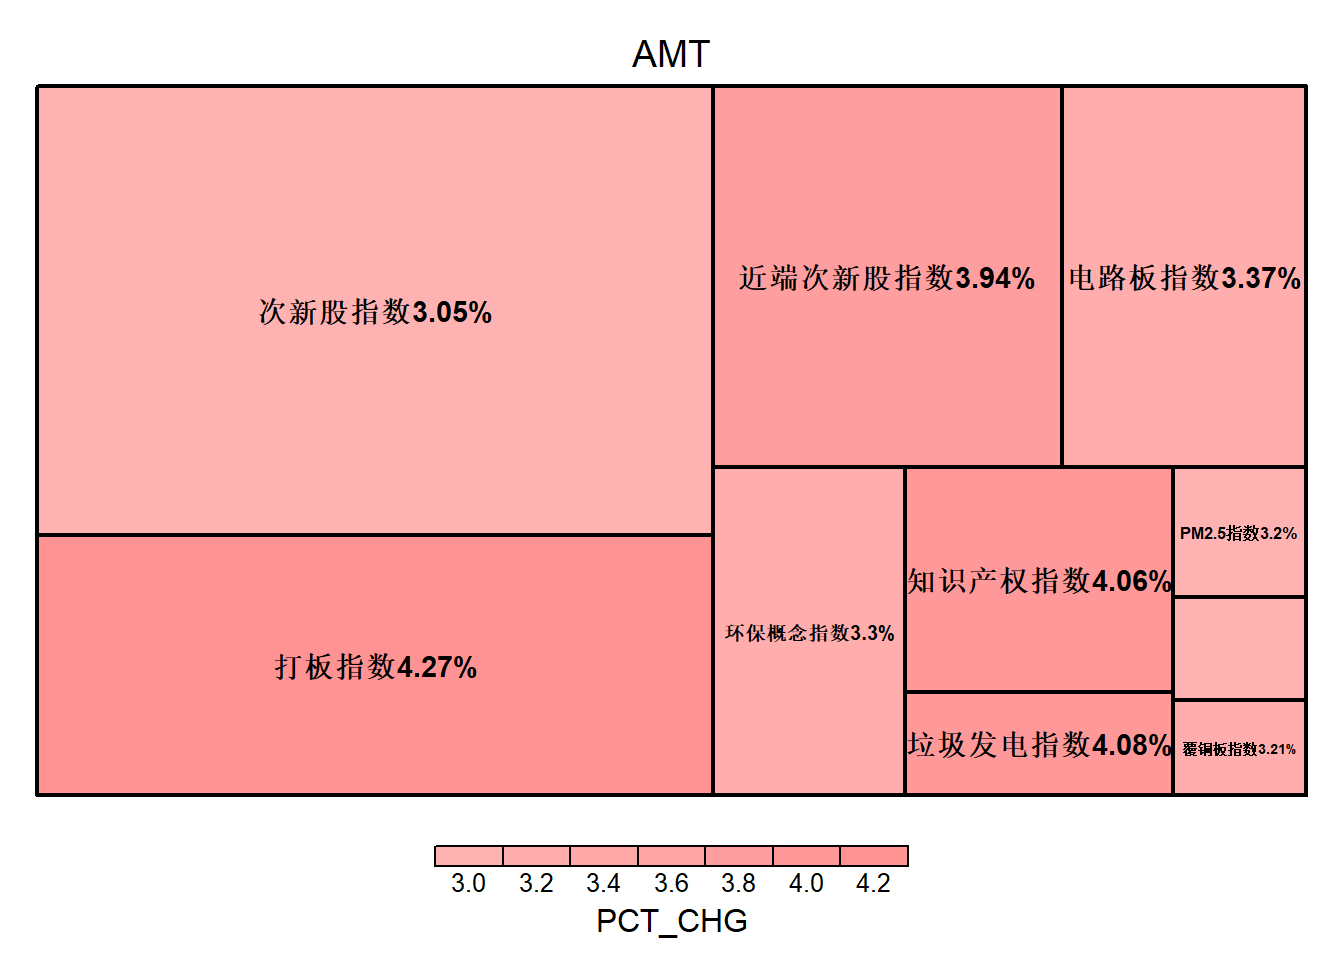 AMT
次新股指数3.05%
近端次新股指数3.94%
电路板指数3.37%
打板指数4.27%
环保概念指数3.3%
知识产权指数4.06%
垃圾发电指数4.08%
PM2.5指数3.2%
覆铜板指数3.21%
3.0 3.2 3.4 3.6 3.8 4.0 4.2
PCT_CHG